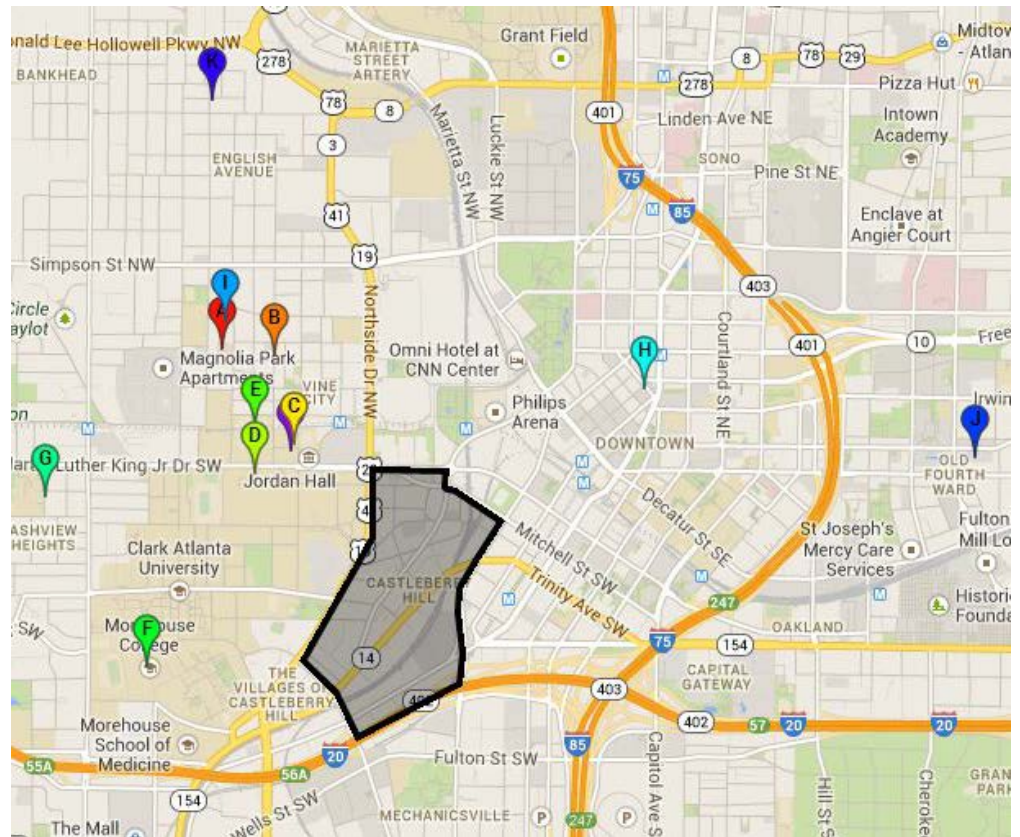 onald Lee Hollowell Pkwy NW
BANKHEAD
K
278
MARIETTA
STREET
ARTERY
Grant Field
8
78
29
Midtow
- Atlan
278
Pizza Hut
78
8
401
Linden Ave NE
Intown
Academy
3
Marietta St NW
Luckie St NW
ENGLISH
AVENUE
SONO
Pine St NE
75
M
85
41
Enclave at
Angier Court
Simpson St NW
19
403
Circle
aylot
I
A
B
Northside Dr NW
Omni Hotel at
CNN Center
H
M
Courtland St NE
401
10
Free
Magnolia Park
Apartments
E
VINE
CITY
C
Philips
Arena
Irwin
on
M
D
M
DOWNTOWN
J
G
Luther King Jr Dr SW
Jordan Hall
M
M
OLD
FOURTH
WARD
Decatur St SE
ASHVIEW
HEIGHTS
Mitchell St SW
St Joseph's
Mercy Care
Services
Fulton
Mill Lo
Clark Atlanta
University
CASTLEBERRY
HILL
Trinity Ave SW
M
M
247
Historic
Founda
SW
F
Morehouse
College
14
75
154
OAKLAND
THE
VILLAGES OF
CASTLEBERRY
HILL
402
403
CAPITAL
GATEWAY
Morehouse
School of
Medicine
402
57
20
20
20
85
55A
56A
Fulton St SW
Capitol Ave S
Hill St S
Cheroke
GRAN
PARK
154
Wells St SW
MECHANICSVILLE
P
247
P
The Mall